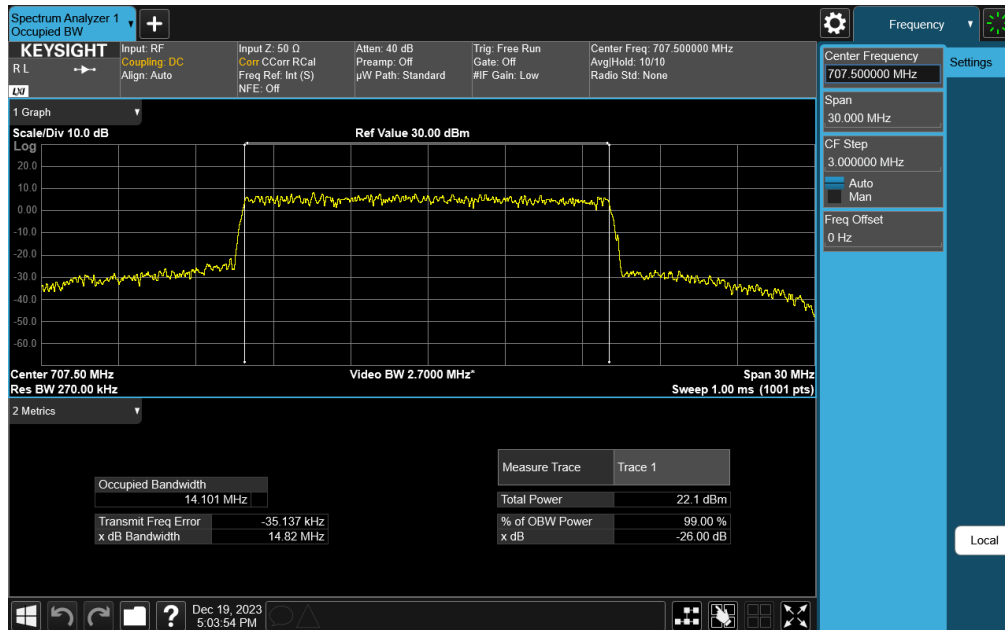 Spectrum Analyzer 1
Occupied BW
Frequency
KEYSIGHT
R L
LXI
Input: RF
Coupling: DC
Align: Auto
Input Z: 50 Ω
Corr CCorr RCal
Freq Ref: Int (S)
NFE: Off
Atten: 40 dB
Preamp: Off
µW Path: Standard
Trig: Free Run
Gate: Off
#IF Gain: Low
Center Freq: 707.500000 MHz
Avg|Hold: 10/10
Radio Std: None
Center Frequency
707.500000 MHz
Settings
Span
30.000 MHz
CF Step
3.000000 MHz
Auto
Man
Freq Offset
0 Hz
Local
1 Graph
Scale/Div 10.0 dB
Ref Value 30.00 dBm
Log
20.0
10.0
0.00
-10.0
-20.0
-30.0
-40.0
-50.0
-60.0
Center 707.50 MHz
Video BW 2.7000 MHz*
Span 30 MHz
Res BW 270.00 kHz
Sweep 1.00 ms (1001 pts)
2 Metrics
Measure Trace Trace 1
Occupied Bandwidth
14.101 MHz
Total Power 22.1 dBm
Transmit Freq Error -35.137 kHz
% of OBW Power 99.00 %
x dB Bandwidth 14.82 MHz
x dB -26.00 dB
?
Dec 19, 2023
5:03:54 PM